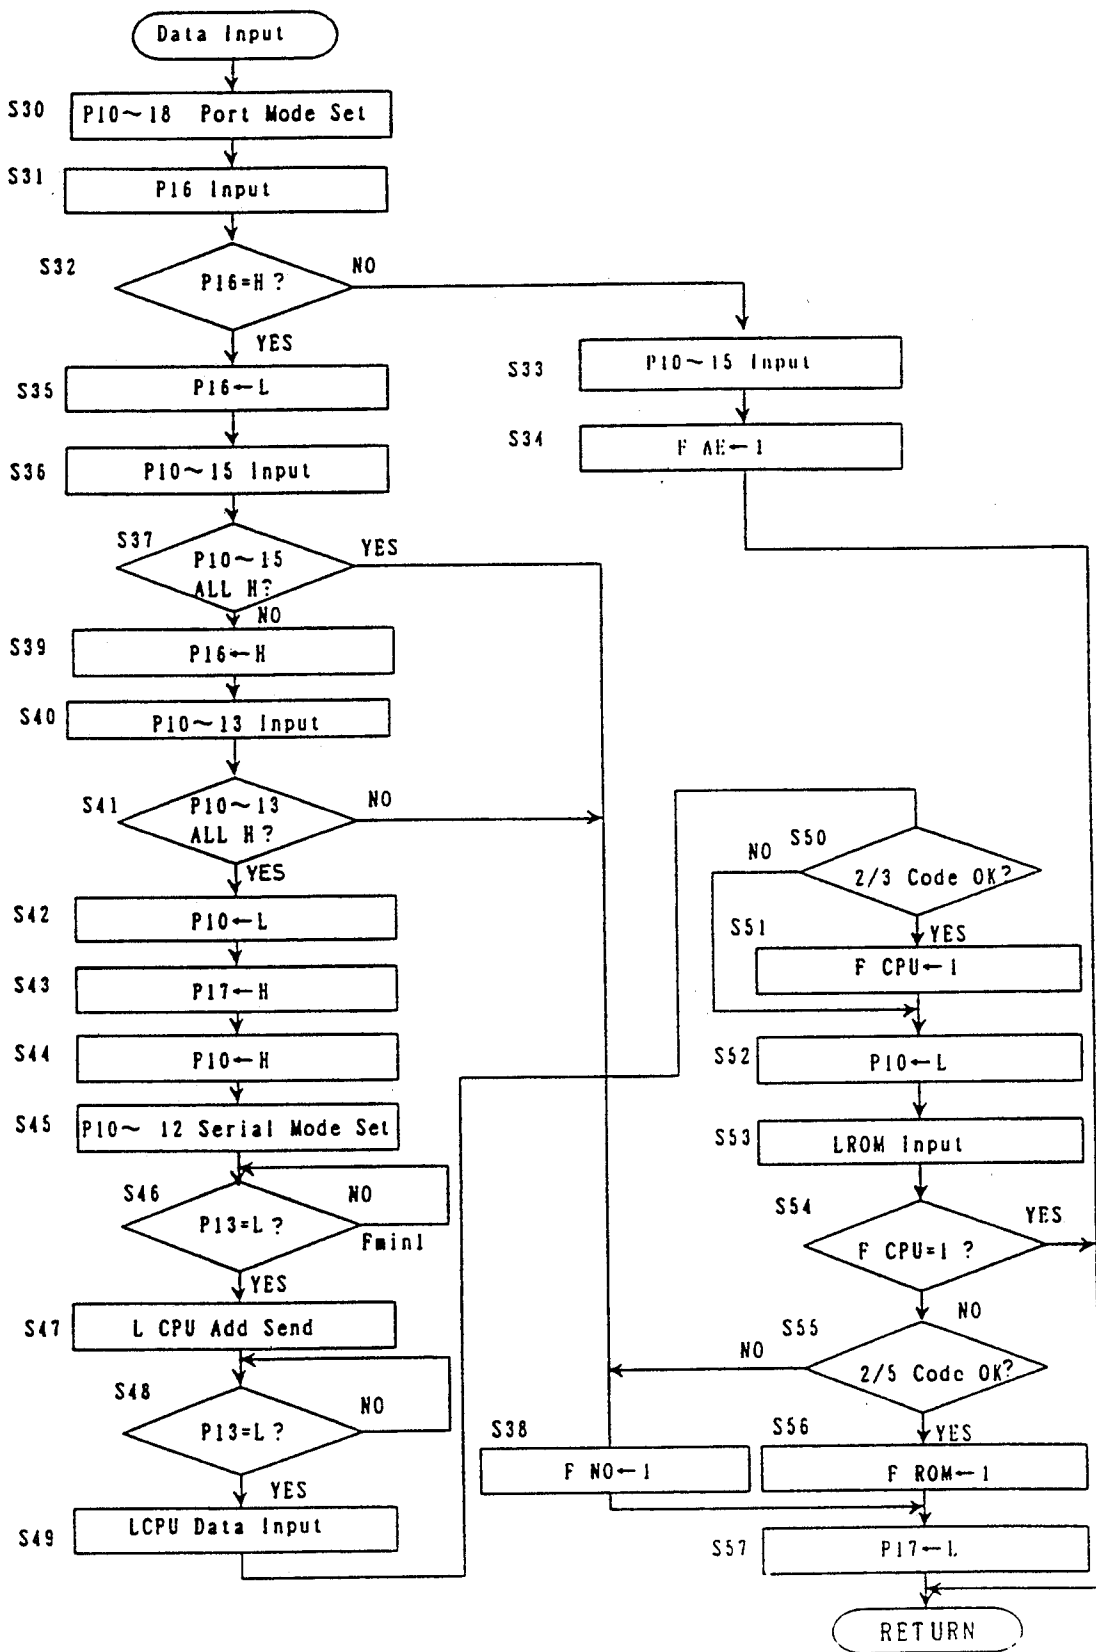 Data Input
S30
P10~18 Port Mode Set
S31
P16 Input
S32
P16=H?
NO
YES
S35
P16←L
S33
P10~15 Input
S34
F AE←1
S36
P10~15 Input
S37
P10~15
ALL H?
YES
NO
S39
P16←H
S40
P10~13 Input
S41
P10~13
ALL H?
NO
YES
S42
P10←L
S43
P17←H
S44
P10←H
S45
P10~ 12 Serial Mode Set
S46
P13=L?
NO
Fmin1
YES
S47
L CPU Add Send
S48
P13=L?
NO
YES
S49
LCPU Data Input
S50
2/3 Code OK?
NO
YES
S51
F CPU←1
S52
P10←L
S53
LROM Input
S54
F CPU=1 ?
YES
NO
S55
2/5 Code OK?
NO
YES
S38
F NO←1
S56
F ROM←1
S57
P17←L
RETURN